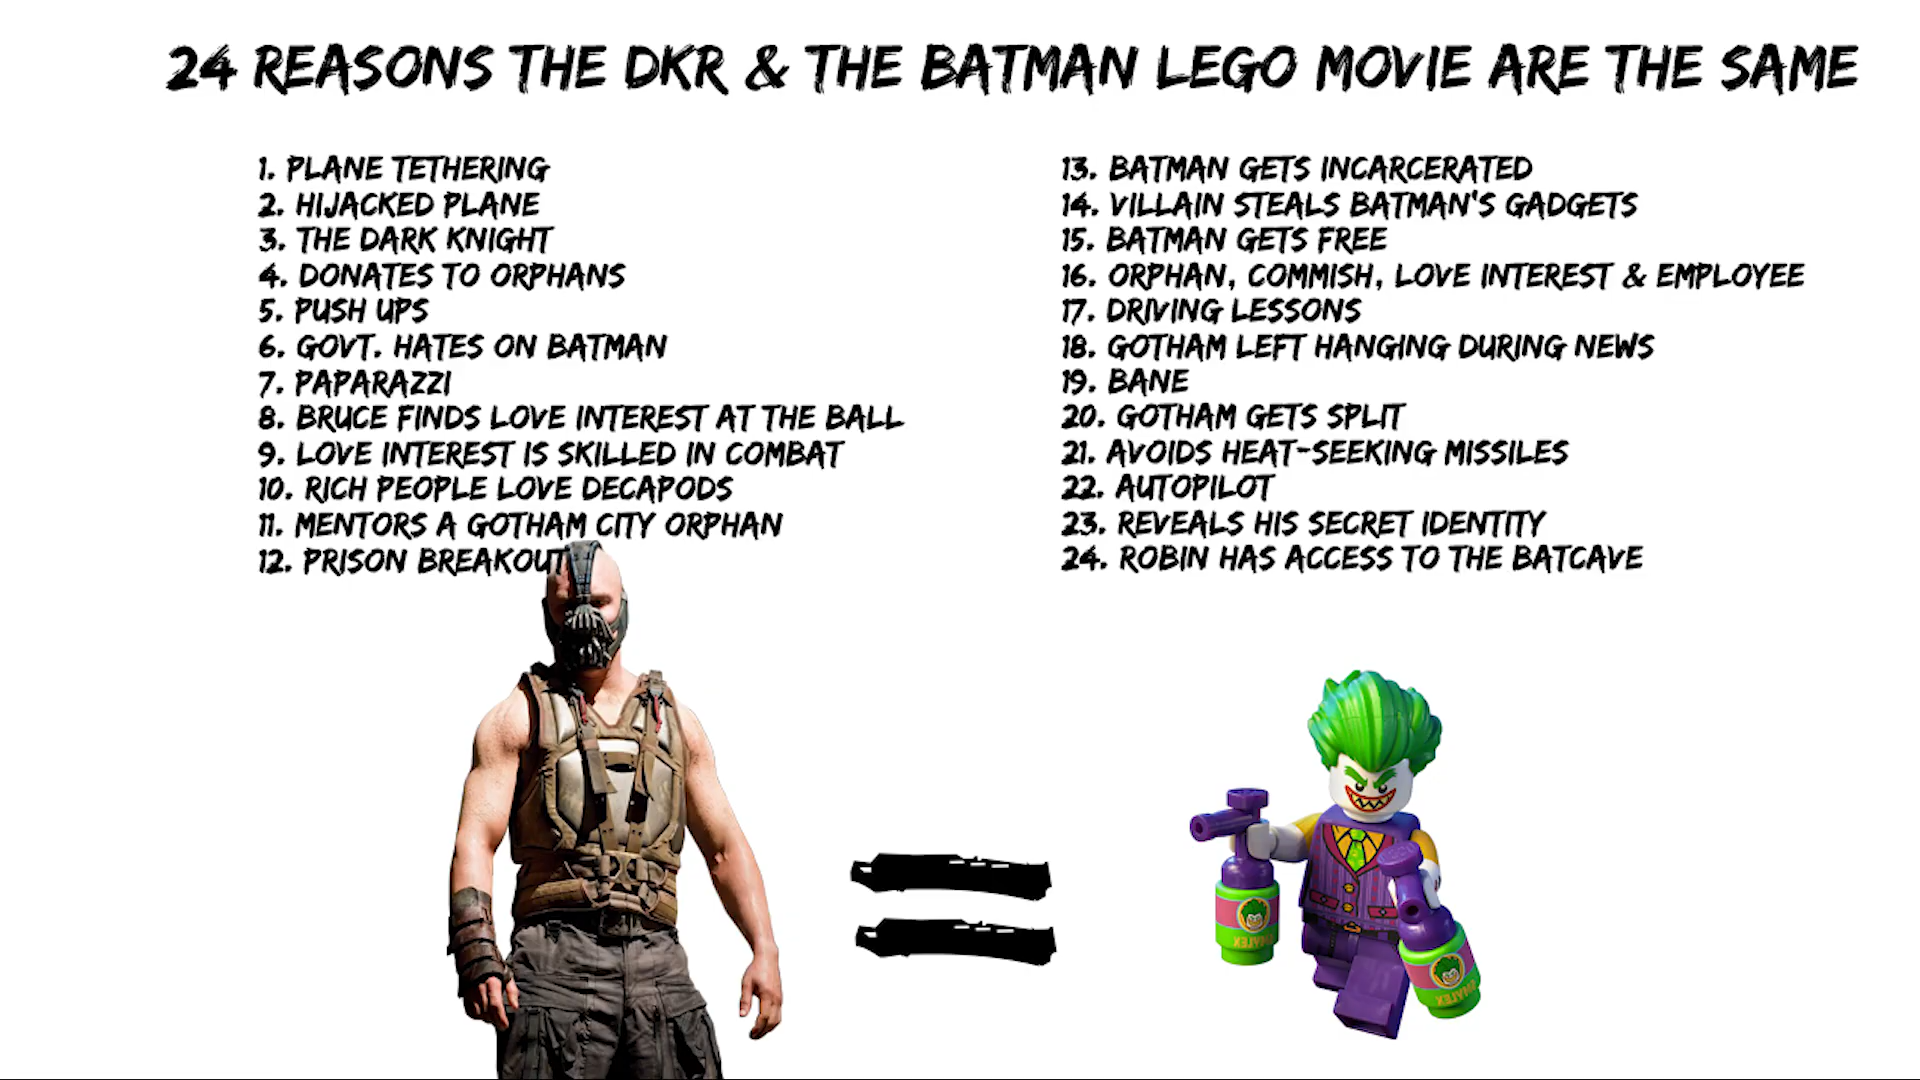 24 REASONS THE DKR & THE BATMAN LEGO MOVIE ARE THE SAME
1. PLANE TETHERING
2. HIJACKED PLANE
3. THE DARK KNIGHT
4. DONATES TO ORPHANS
5. PUSH UPS
6. GOVT. HATES ON BATMAN
7. PAPARAZZI
8. BRUCE FINDS LOVE INTEREST AT THE BALL
9. LOVE INTEREST IS SKILLED IN COMBAT
10. RICH PEOPLE LOVE DECAPODS
11. MENTORS A GOTHAM CITY ORPHAN
12. PRISON BREAKOUT
13. BATMAN GETS INCARCERATED
14. VILLAIN STEALS BATMAN'S GADGETS
15. BATMAN GETS FREE
16. ORPHAN, COMMISH, LOVE INTEREST & EMPLOYEE
17. DRIVING LESSONS
18. GOTHAM LEFT HANGING DURING NEWS
19. BANE
20. GOTHAM GETS SPLIT
21. AVOIDS HEAT-SEEKING MISSILES
22. AUTOPILOT
23. REVEALS HIS SECRET IDENTITY
24. ROBIN HAS ACCESS TO THE BATCAVE
SMYLEX
SMYLEX